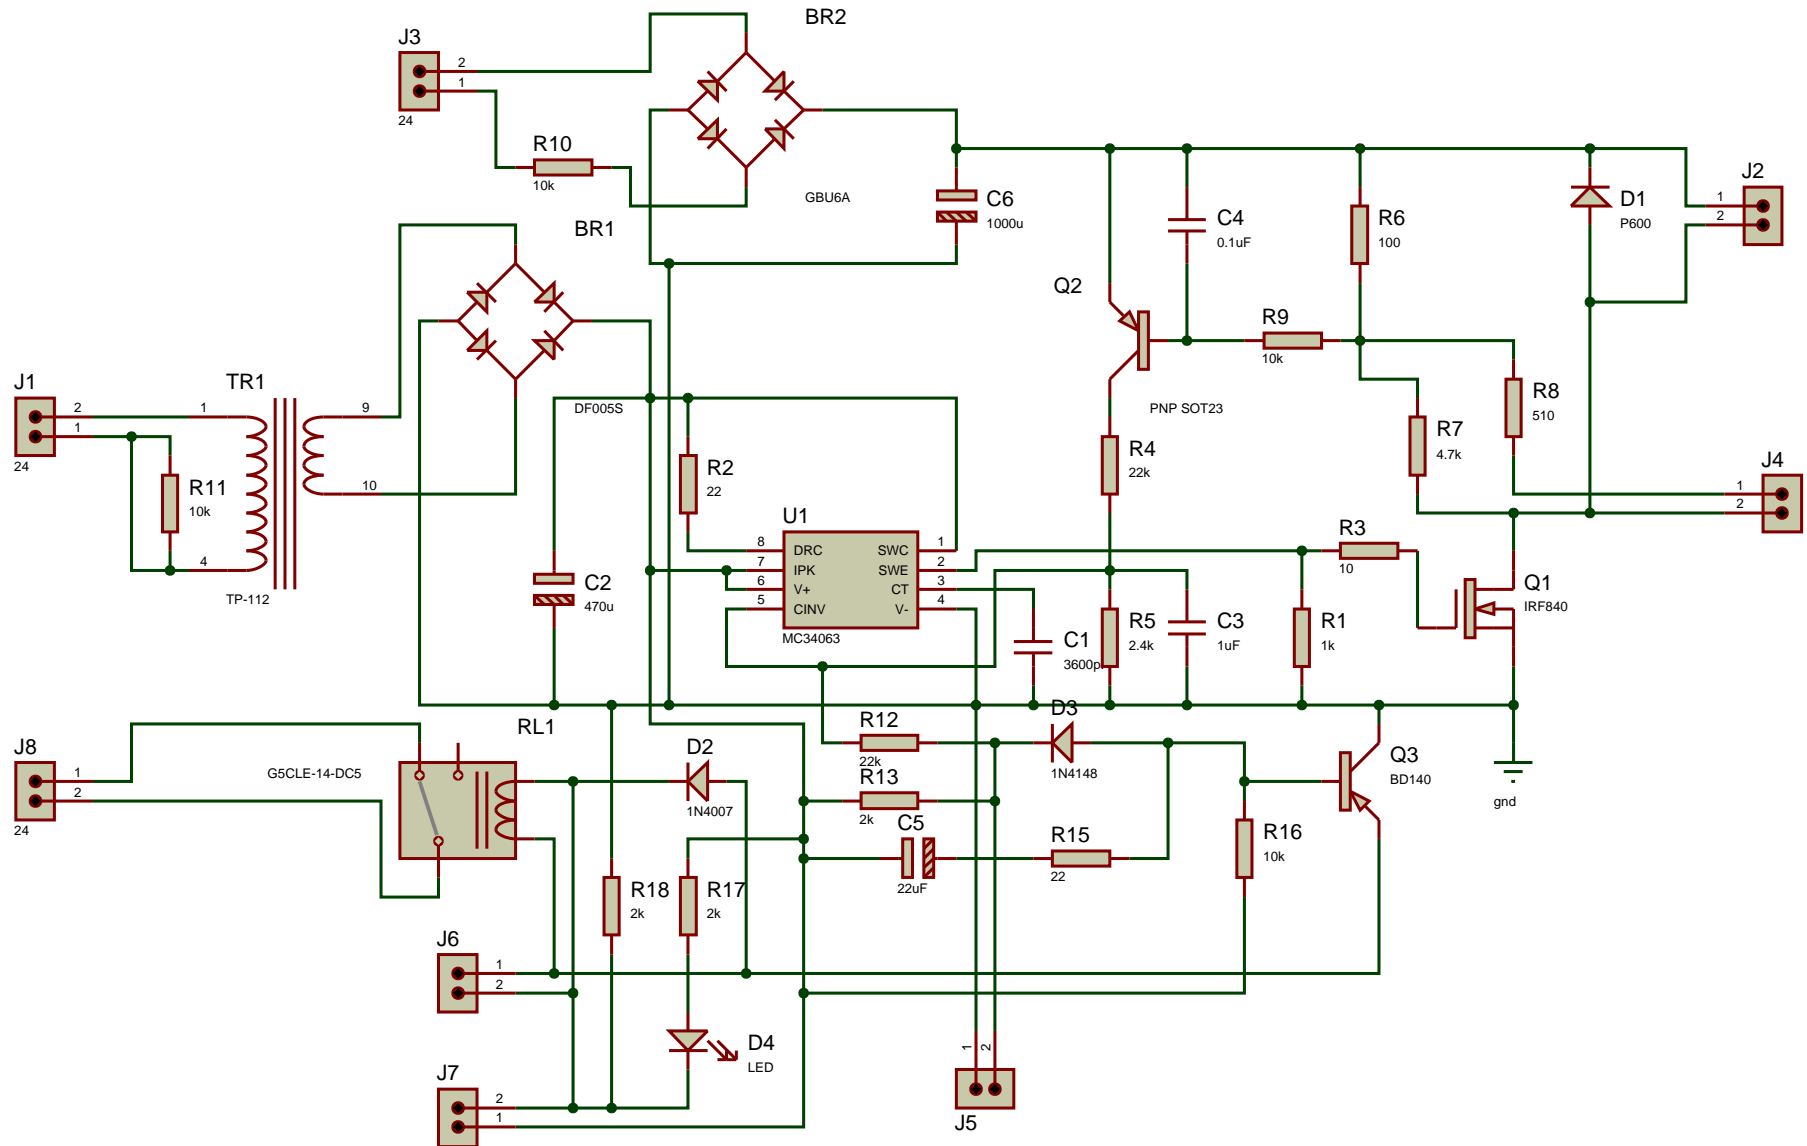 BR2
J3
2
1
24
R10
10k
GBU6A
C6
1000u
C4
0.1uF
R6
100
D1
P600
J2
1
2
BR1
DF005S
Q2
PNP SOT23
R9
10k
J1
2
1
24
R11
10k
TR1
1
4
9
10
TP-112
R2
22
R4
22k
R7
4.7k
R8
510
J4
1
2
U1
8
7
6
5
DRC
IPK
V+
CINV
SWC
SWE
CT
V-
1
2
3
4
MC34063
C2
470u
C1
3600p
R5
2.4k
C3
1uF
R1
1k
R3
10
Q1
IRF840
gnd
J8
1
2
24
G5CLE-14-DC5
RL1
D2
1N4007
R12
22k
R13
2k
C5
22uF
D3
1N4148
R15
22
R16
10k
Q3
BD140
R18
2k
R17
2k
J6
1
2
D4
LED
J7
2
1
1
2
J5